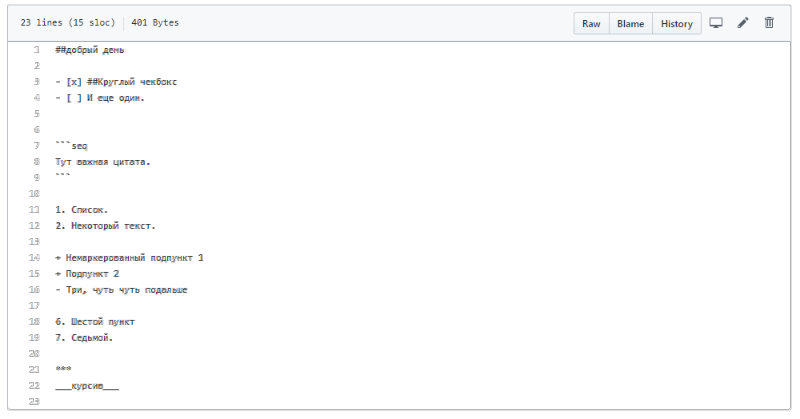 23 lines (15 sloc) 401 Bytes Raw Blame History
1 ##добрый день
2
3 - [x] ##Круглый чекбокс
4 - [ ] И еще один.
5
6
7 ```seq
8 Тут важная цитата.
9 ```
10
11 1. Список.
12 2. Некоторый текст.
13
14 + Немаркерованный подпункт 1
15 + Подпункт 2
16 - Три, чуть чуть подальше
17
18 6. Шестой пункт
19 7. Седьмой.
20
21 ***
22 ___курсив___
23